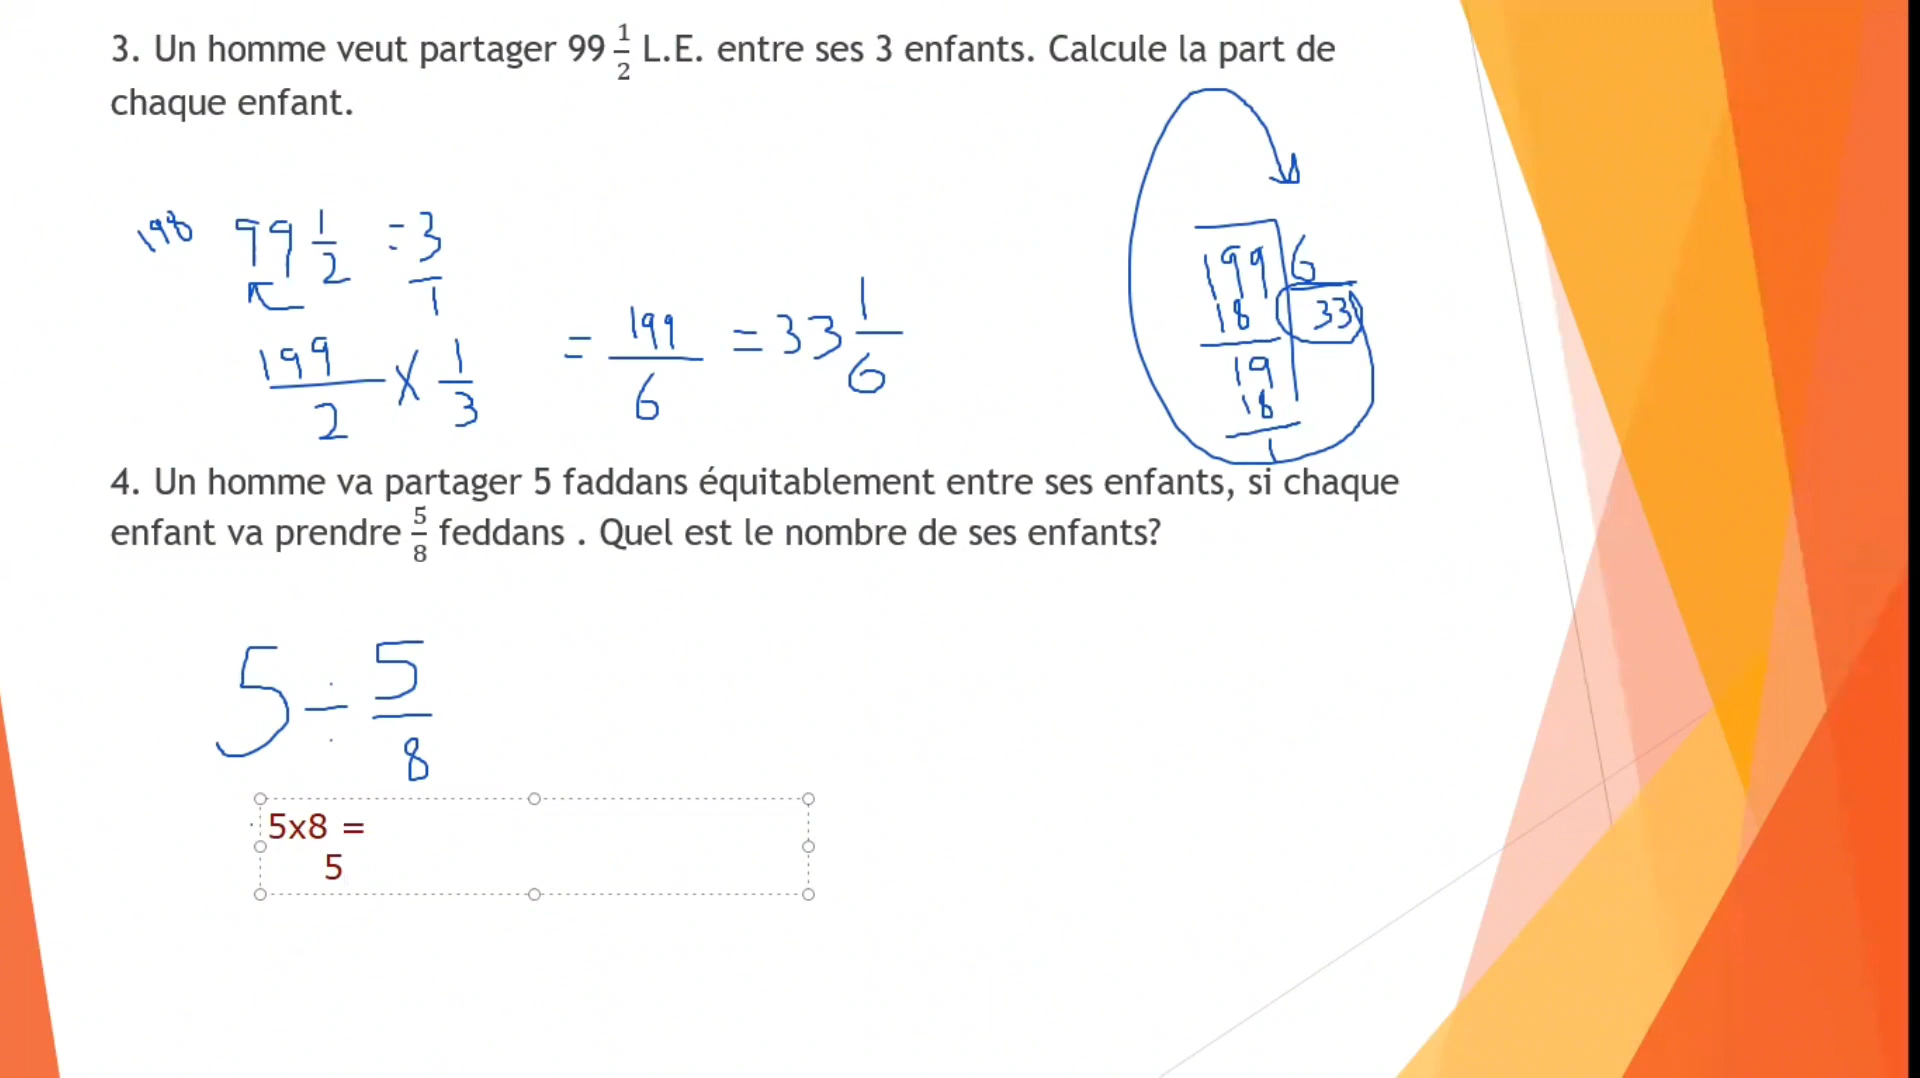 3. Un homme veut partager 99 1/2 L.E. entre ses 3 enfants. Calcule la part de
chaque enfant.
198 99 1/2 ÷ 3/1
199/2 × 1/3 = 199/6 = 33 1/6
199 6
18 33
19
18
1
4. Un homme va partager 5 faddans équitablement entre ses enfants, si chaque
enfant va prendre 5/8 feddans . Quel est le nombre de ses enfants?
5 ÷ 5/8
5x8 =
5